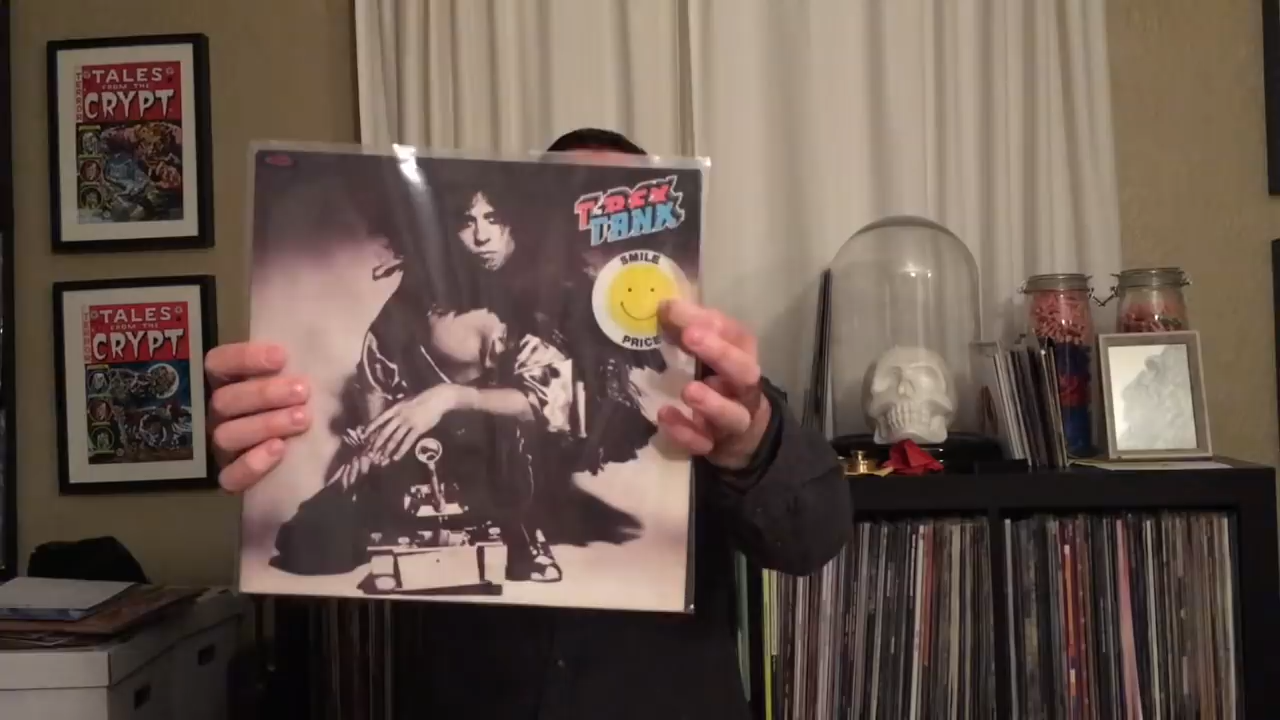 TALES
FROM THE
CRYPT
TALES
FROM THE
CRYPT
T.REX
TANX
SMILE
PRICE